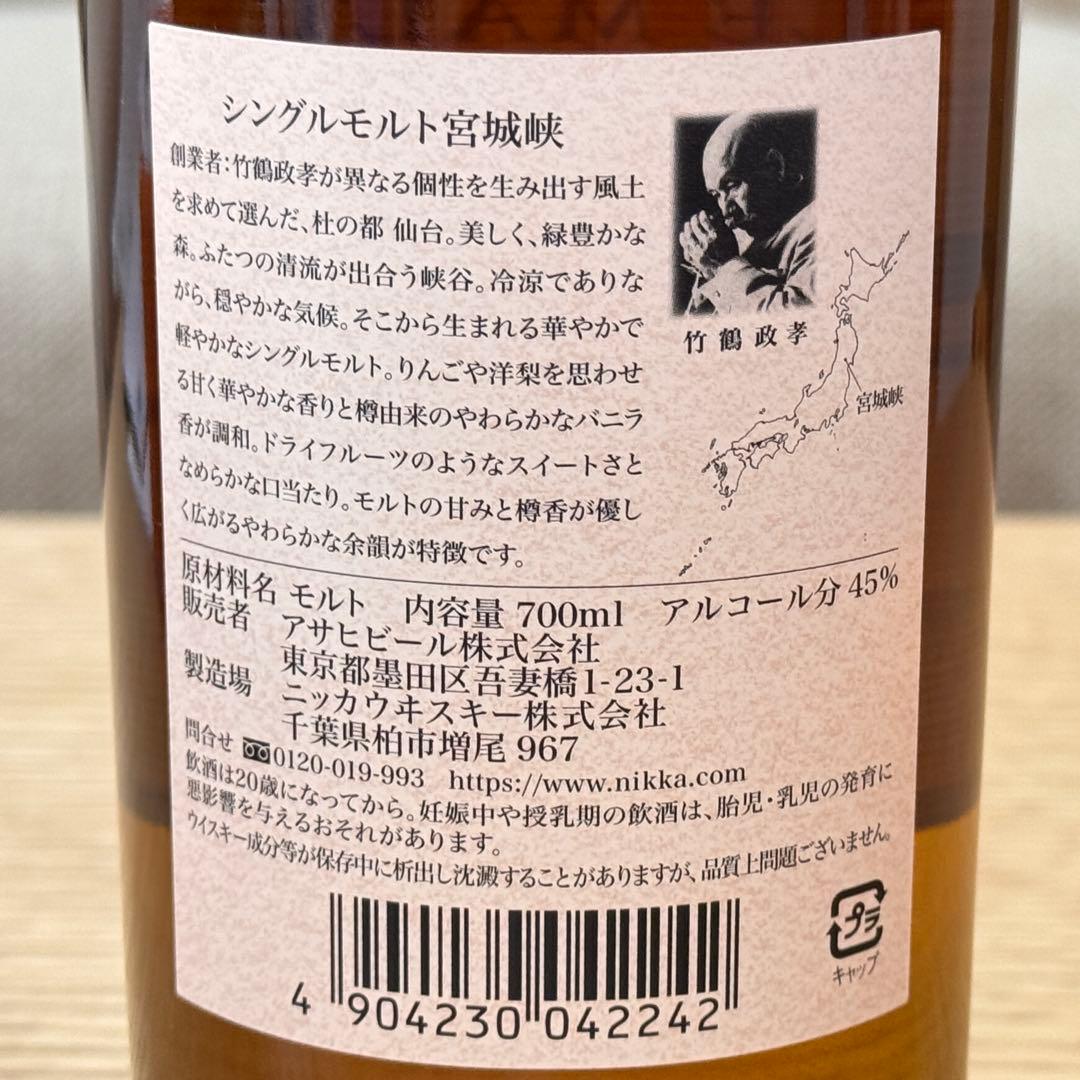 シングルモルト宮城峡
創業者：竹鶴政孝が異なる個性を生み出す風土
を求めて選んだ、杜の都 仙台。美しく、緑豊かな
森。ふたつの清流が出合う峡谷。冷涼でありな
がら、穏やかな気候。そこから生まれる華やかで
軽やかなシングルモルト。りんごや洋梨を思わせ
る甘く華やかな香りと樽由来のやわらかなバニラ
香が調和。ドライフルーツのようなスイートさと
なめらかな口当たり。モルトの甘みと樽香が優し
く広がるやわらかな余韻が特徴です。
竹鶴政孝
宮城峡
原材料名 モルト 内容量 700ml アルコール分 45%
販売者 アサヒビール株式会社
東京都墨田区吾妻橋1-23-1
製造場 ニッカウヰスキー株式会社
千葉県柏市増尾 967
問合せ 0120-019-993 https://www.nikka.com
飲酒は20歳になってから。妊娠中や授乳期の飲酒は、胎児・乳児の発育に
悪影響を与えるおそれがあります。
ウイスキー成分等が保存中に析出し沈澱することがありますが、品質上問題ございません。
プラ
キャップ
4 904230 042242